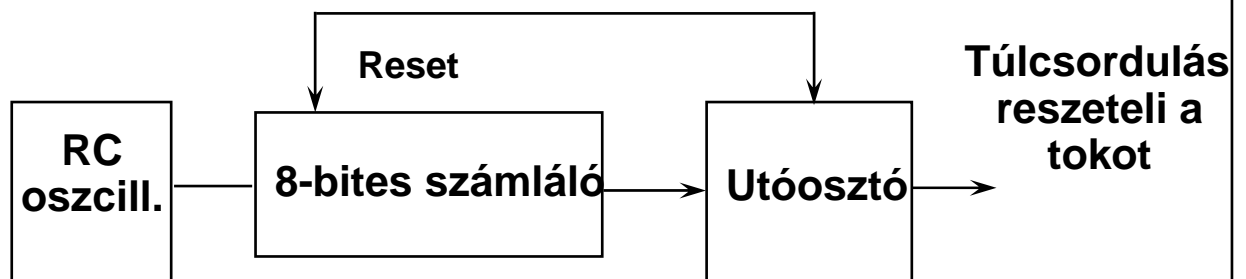 Reset
Túlcsordulás
reszeteli a
tokot
RC
oszcill.
8-bites számláló
Utóosztó